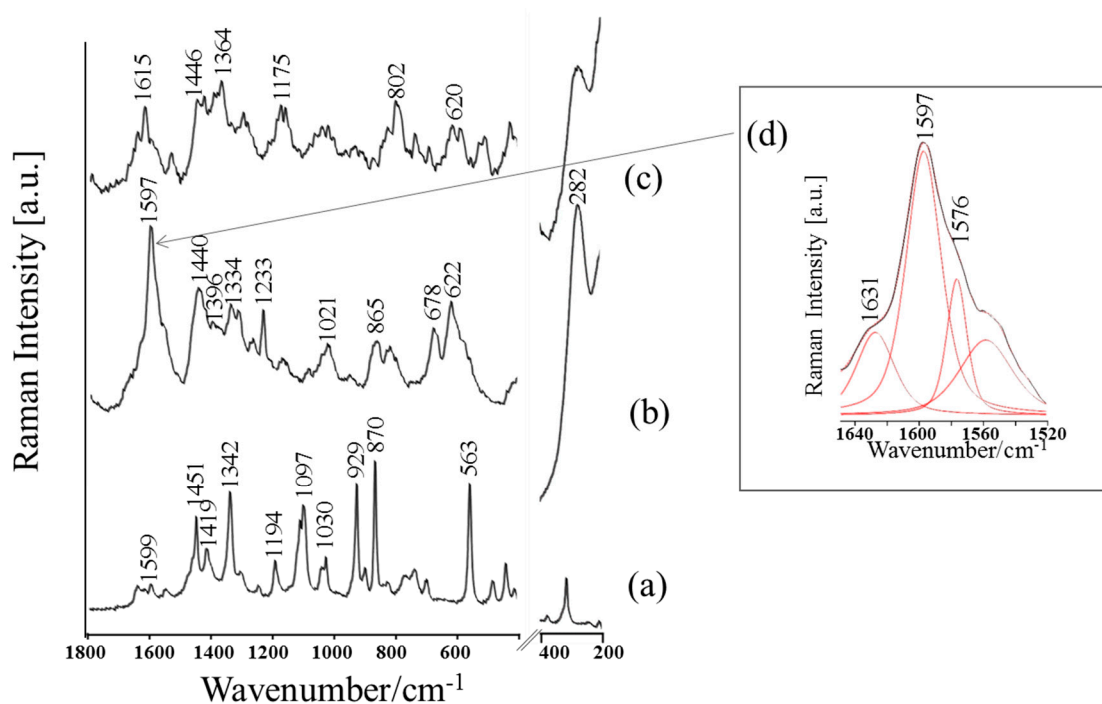 1615
1446
1364
1175
802
620
(c)
1597
1440
1396
1334
1233
1021
865
678
622
282
(b)
1599
1451
1419
1342
1194
1097
1030
929
870
563
(a)
Raman Intensity [a.u.]
1800 1600 1400 1200 1000 800 600 400 200
Wavenumber/cm-1
(d)
1631
1597
1576
Raman Intensity [a.u.]
1640 1600 1560 1520
Wavenumber/cm-1